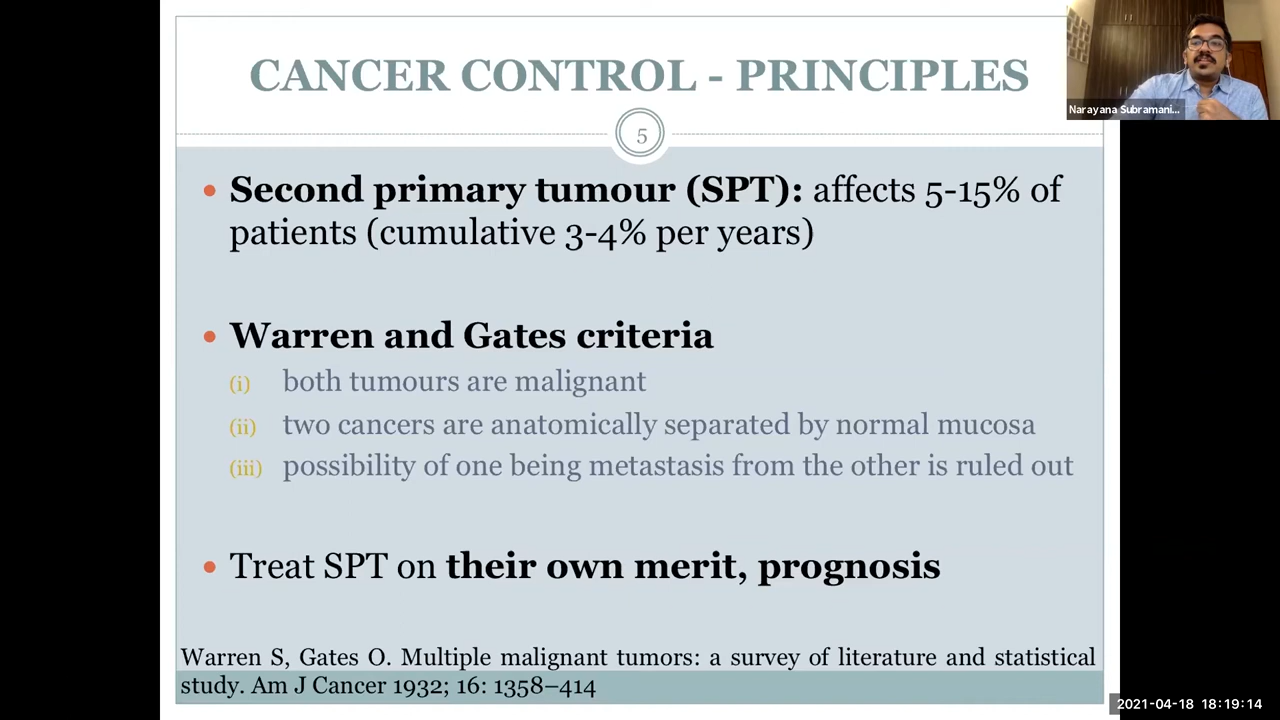 CANCER CONTROL - PRINCIPLES
5
• Second primary tumour (SPT): affects 5-15% of
patients (cumulative 3-4% per years)
• Warren and Gates criteria
(i) both tumours are malignant
(ii) two cancers are anatomically separated by normal mucosa
(iii) possibility of one being metastasis from the other is ruled out
• Treat SPT on their own merit, prognosis
Warren S, Gates O. Multiple malignant tumors: a survey of literature and statistical
study. Am J Cancer 1932; 16: 1358–414
Narayana Subramani...
2021-04-18 18:19:14